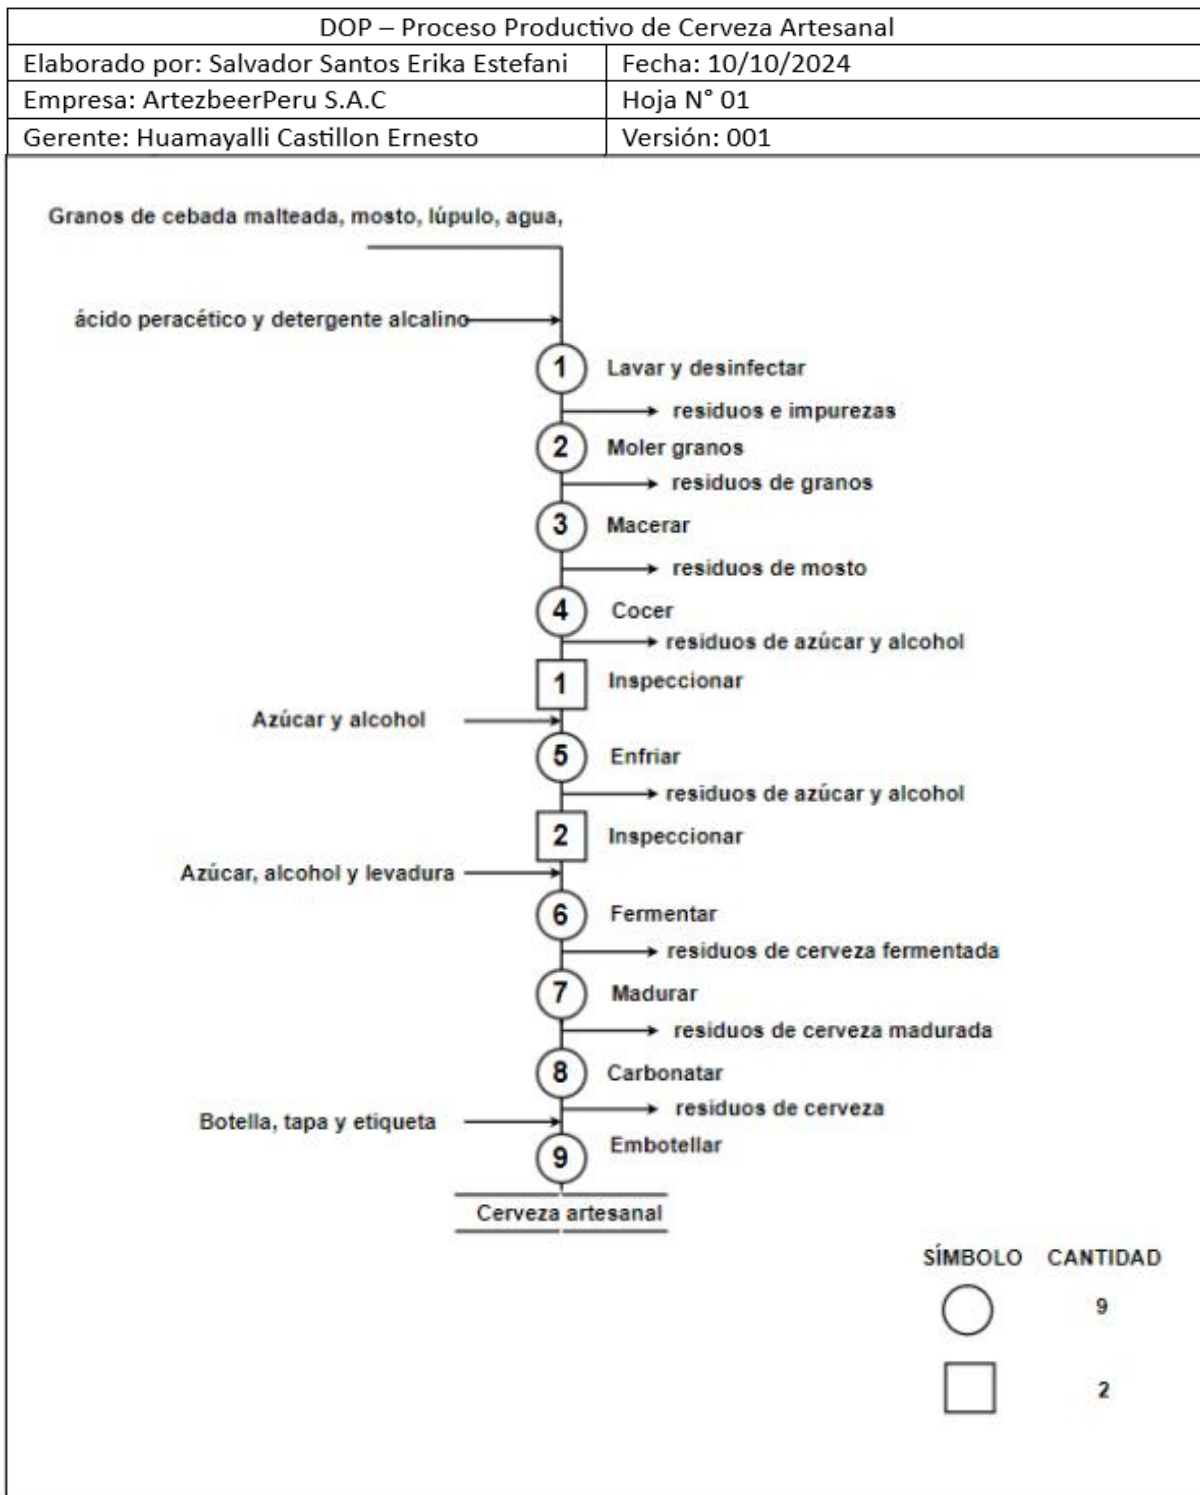 DOP – Proceso Productivo de Cerveza Artesanal
Elaborado por: Salvador Santos Erika Estefani
Fecha: 10/10/2024
Empresa: ArtezbeerPeru S.A.C
Hoja N° 01
Gerente: Huamayalli Castillon Ernesto
Versión: 001
Granos de cebada malteada, mosto, lúpulo, agua,
ácido peracético y detergente alcalino
1 Lavar y desinfectar
residuos e impurezas
2 Moler granos
residuos de granos
3 Macerar
residuos de mosto
4 Cocer
residuos de azúcar y alcohol
1 Inspeccionar
Azúcar y alcohol
5 Enfriar
residuos de azúcar y alcohol
2 Inspeccionar
Azúcar, alcohol y levadura
6 Fermentar
residuos de cerveza fermentada
7 Madurar
residuos de cerveza madurada
8 Carbonatar
residuos de cerveza
Botella, tapa y etiqueta
9 Embotellar
Cerveza artesanal
SÍMBOLO CANTIDAD
9
2